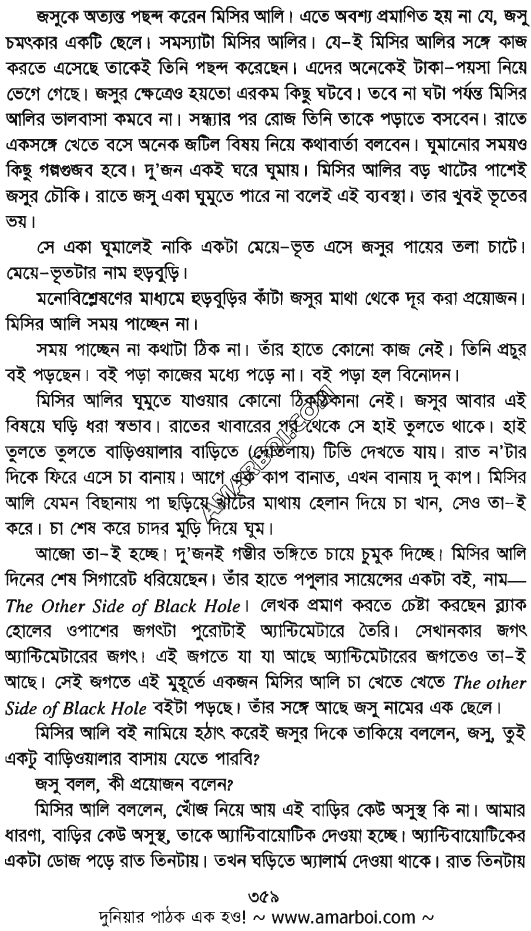 জসুকে অত্যন্ত পছন্দ করেন মিসির আলি। এতে অবশ্য প্রমাণিত হয় না যে, জসু
চমৎকার একটি ছেলে। সমস্যাটা মিসির আলির। যে-ই মিসির আলির সঙ্গে কাজ
করতে এসেছে তাকেই তিনি পছন্দ করেছেন। এদের অনেকেই টাকা-পয়সা নিয়ে
ভেগে গেছে। জসুর ক্ষেত্রেও হয়তো এরকম কিছু ঘটবে। তবে না ঘটা পর্যন্ত মিসির
আলির ভালবাসা কমবে না। সন্ধ্যার পর রোজ তিনি তাকে পড়াতে বসবেন। রাতে
একসঙ্গে খেতে বসে অনেক জটিল বিষয় নিয়ে কথাবার্তা বলবেন। ঘুমানোর সময়ও
কিছু গল্পগুজব হবে। দু'জন একই ঘরে ঘুমায়। মিসির আলির বড় খাটের পাশেই
জসুর চৌকি। রাতে জসু একা ঘুমুতে পারে না বলেই এই ব্যবস্থা। তার খুবই ভূতের
ভয়।
সে একা ঘুমালেই নাকি একটা মেয়ে-ভূত এসে জসুর পায়ের তলা চাটে।
মেয়ে-ভূতটার নাম হুড়বুড়ি।
মনোবিশ্লেষণের মাধ্যমে হুড়বুড়ির কাঁটা জসুর মাথা থেকে দূর করা প্রয়োজন।
মিসির আলি সময় পাচ্ছেন না।
সময় পাচ্ছেন না কথাটা ঠিক না। তাঁর হাতে কোনো কাজ নেই। তিনি প্রচুর
বই পড়ছেন। বই পড়া কাজের মধ্যে পড়ে না। বই পড়া হল বিনোদন।
মিসির আলির ঘুমুতে যাওয়ার কোনো ঠিকঠিকানা নেই। জসুর আবার এই
বিষয়ে ঘড়ি ধরা স্বভাব। রাতের খাবারের পর থেকে সে হাই তুলতে থাকে। হাই
তুলতে তুলতে বাড়িওয়ালার বাড়িতে (দোতলায়) টিভি দেখতে যায়। রাত ন'টার
দিকে ফিরে এসে চা বানায়। আগে এক কাপ বানাত, এখন বানায় দু কাপ। মিসির
আলি যেমন বিছানায় পা ছড়িয়ে খাটের মাথায় হেলান দিয়ে চা খান, সেও তা-ই
করে। চা শেষ করে চাদর মুড়ি দিয়ে ঘুম।
আজো তা-ই হচ্ছে। দু'জনই গম্ভীর ভঙ্গিতে চায়ে চুমুক দিচ্ছে। মিসির আলি
দিনের শেষ সিগারেট ধরিয়েছেন। তাঁর হাতে পপুলার সায়েন্সের একটা বই, নাম—
The Other Side of Black Hole। লেখক প্রমাণ করতে চেষ্টা করছেন ব্ল্যাক
হোলের ওপাশের জগৎটা পুরোটাই অ্যান্টিমেটারে তৈরি। সেখানকার জগৎ
অ্যান্টিমেটারের জগৎ। এই জগতে যা যা আছে অ্যান্টিমেটারের জগতেও তা-ই
আছে। সেই জগতে এই মুহূর্তে একজন মিসির আলি চা খেতে খেতে The other
Side of Black Hole বইটা পড়ছে। তাঁর সঙ্গে আছে জসু নামের এক ছেলে।
মিসির আলি বই নামিয়ে হঠাৎ করেই জসুর দিকে তাকিয়ে বললেন, জসু, তুই
একটু বাড়িওয়ালার বাসায় যেতে পারবি?
জসু বলল, কী প্রয়োজন বলেন?
মিসির আলি বললেন, খোঁজ নিয়ে আয় এই বাড়ির কেউ অসুস্থ কি না। আমার
ধারণা, বাড়ির কেউ অসুস্থ, তাকে অ্যান্টিবায়োটিক দেওয়া হচ্ছে। অ্যান্টিবায়োটিকের
একটা ডোজ পড়ে রাত তিনটায়। তখন ঘড়িতে অ্যালার্ম দেওয়া থাকে। রাত তিনটায়
AMARBOI.COM
৩৫৯
দুনিয়ার পাঠক এক হও! ~ www.amarboi.com ~